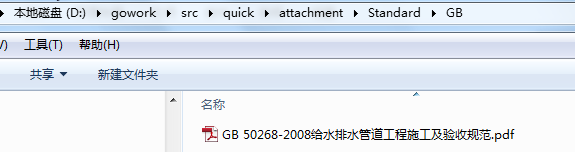 本地磁盘 (D:) gowork src quick attachment Standard GB
V) 工具(T) 帮助(H)
共享 新建文件夹
名称
GB 50268-2008给水排水管道工程施工及验收规范.pdf